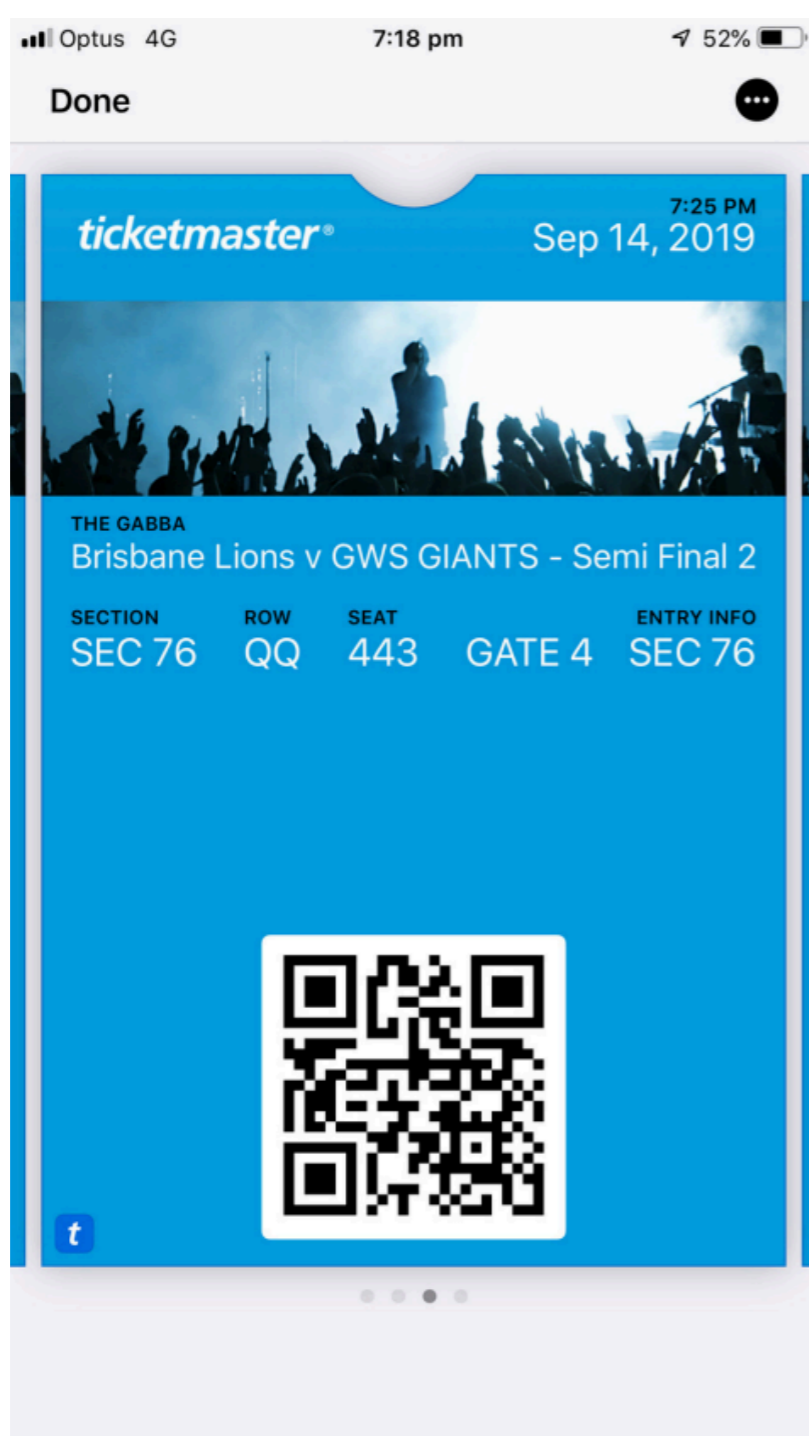 Optus 4G 7:18 pm 52%
Done
ticketmaster®
7:25 PM
Sep 14, 2019
THE GABBA
Brisbane Lions v GWS GIANTS - Semi Final 2
SECTION ROW SEAT ENTRY INFO
SEC 76 QQ 443 GATE 4 SEC 76
t